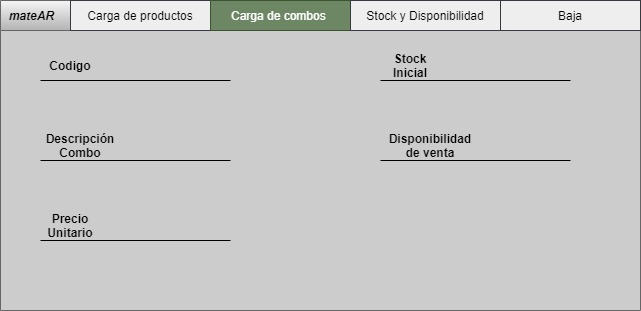 mateAR
Carga de productos
Carga de combos
Stock y Disponibilidad
Baja
Codigo
Stock
Inicial
Descripción
Combo
Disponibilidad
de venta
Precio
Unitario